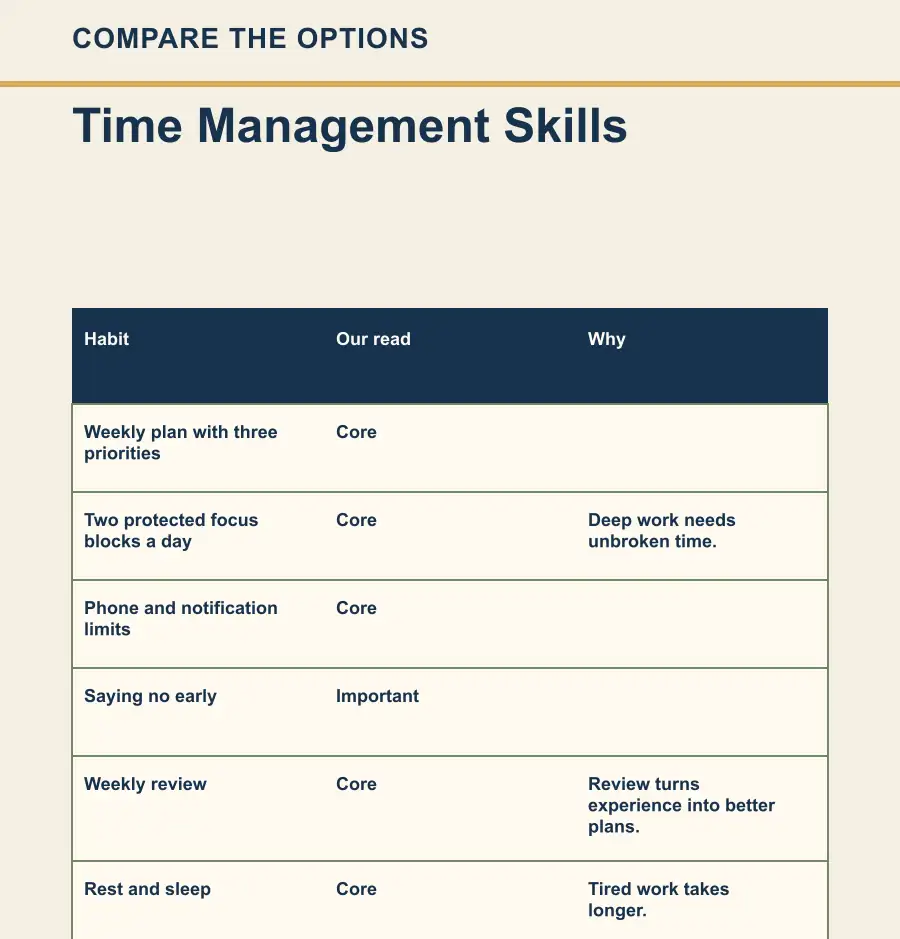 COMPARE THE OPTIONS
Time Management Skills
Habit Our read Why
Weekly plan with three Core
priorities
Two protected focus Core Deep work needs
blocks a day unbroken time.
Phone and notification Core
limits
Saying no early Important
Weekly review Core Review turns
experience into better
plans.
Rest and sleep Core Tired work takes
longer.